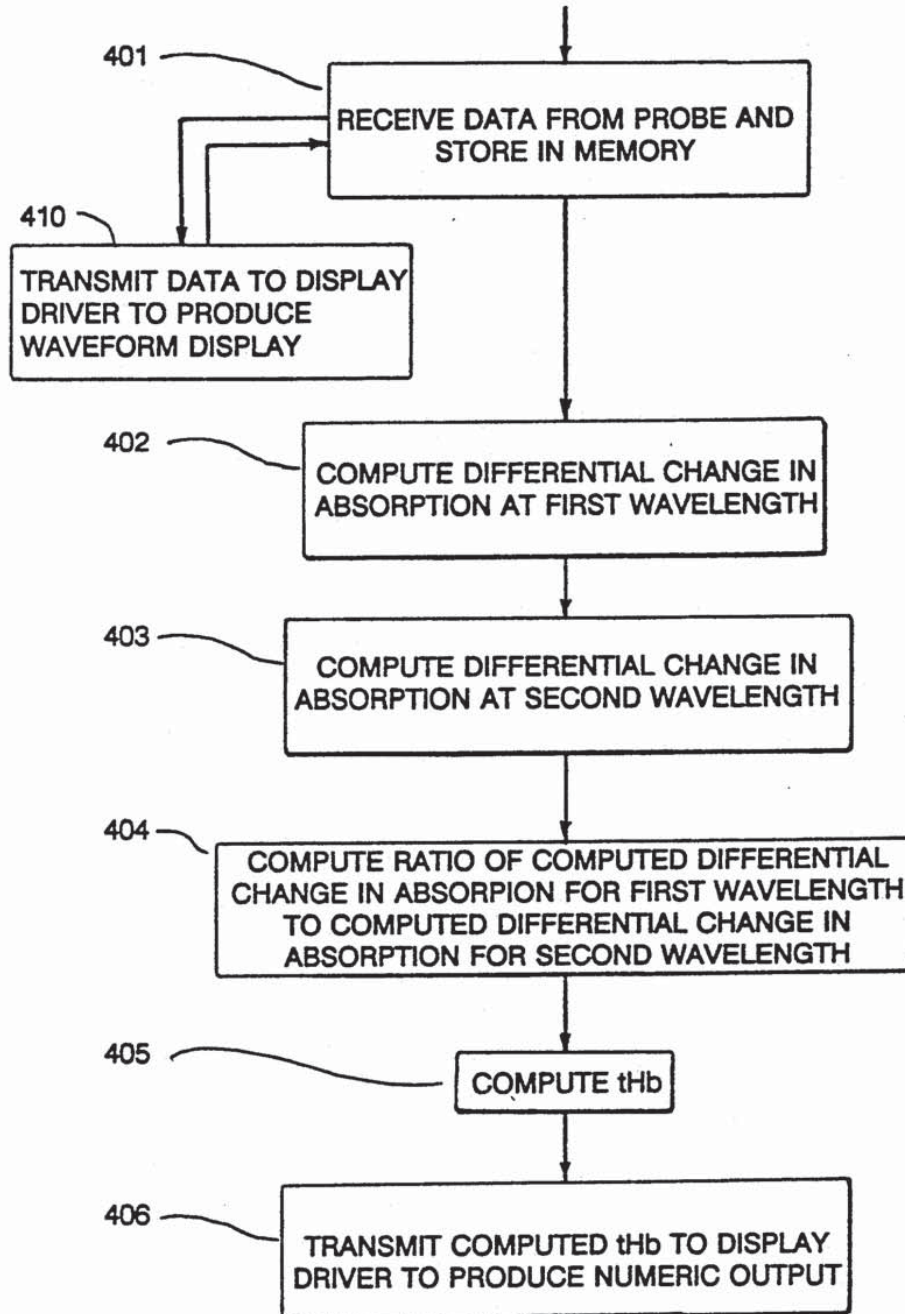 401
RECEIVE DATA FROM PROBE AND
STORE IN MEMORY
410
TRANSMIT DATA TO DISPLAY
DRIVER TO PRODUCE
WAVEFORM DISPLAY
402
COMPUTE DIFFERENTIAL CHANGE IN
ABSORPTION AT FIRST WAVELENGTH
403
COMPUTE DIFFERENTIAL CHANGE IN
ABSORPTION AT SECOND WAVELENGTH
404
COMPUTE RATIO OF COMPUTED DIFFERENTIAL
CHANGE IN ABSORPION FOR FIRST WAVELENGTH
TO COMPUTED DIFFERENTIAL CHANGE IN
ABSORPTION FOR SECOND WAVELENGTH
405
COMPUTE tHb
406
TRANSMIT COMPUTED tHb TO DISPLAY
DRIVER TO PRODUCE NUMERIC OUTPUT